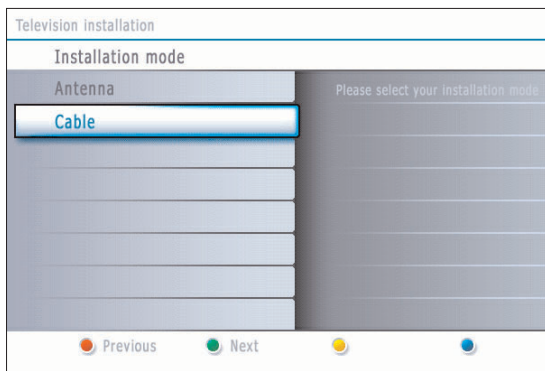 Television installation
Installation mode
Antenna
Please select your installation mode
Cable
Previous Next